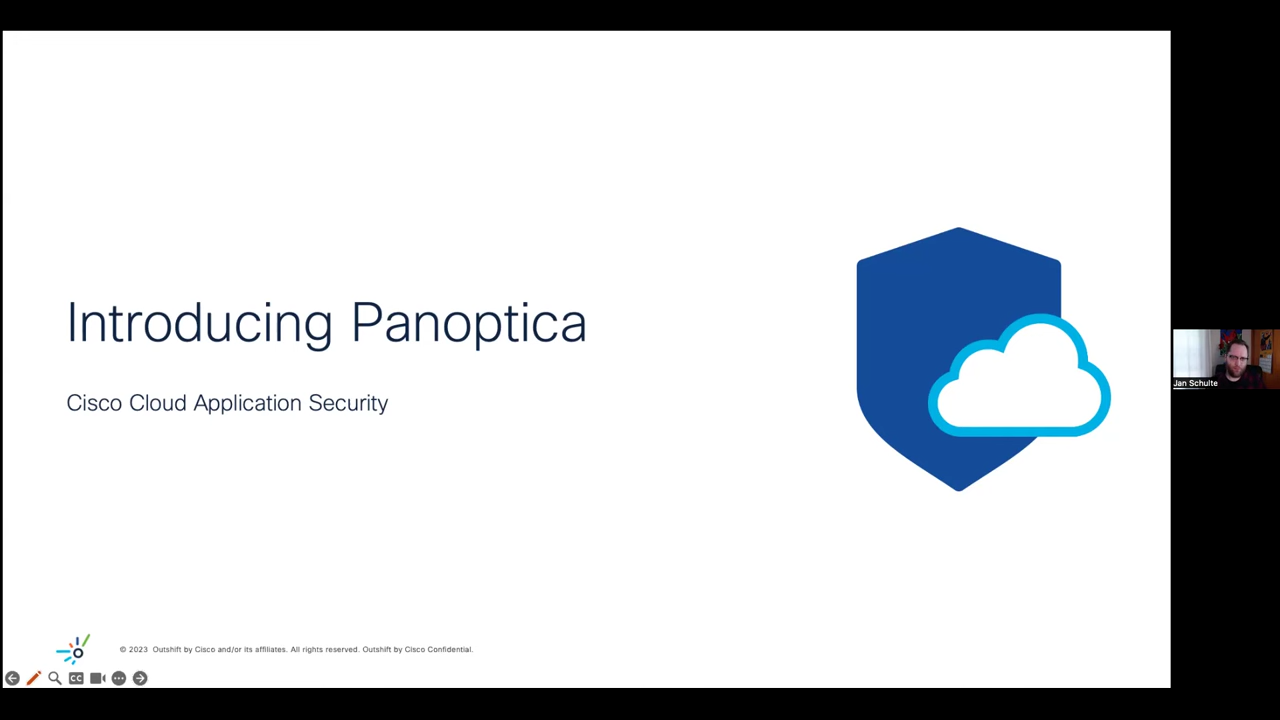 Introducing Panoptica
Cisco Cloud Application Security
Jan Schulte
© 2023 Outshift by Cisco and/or its affiliates. All rights reserved. Outshift by Cisco Confidential.
CC